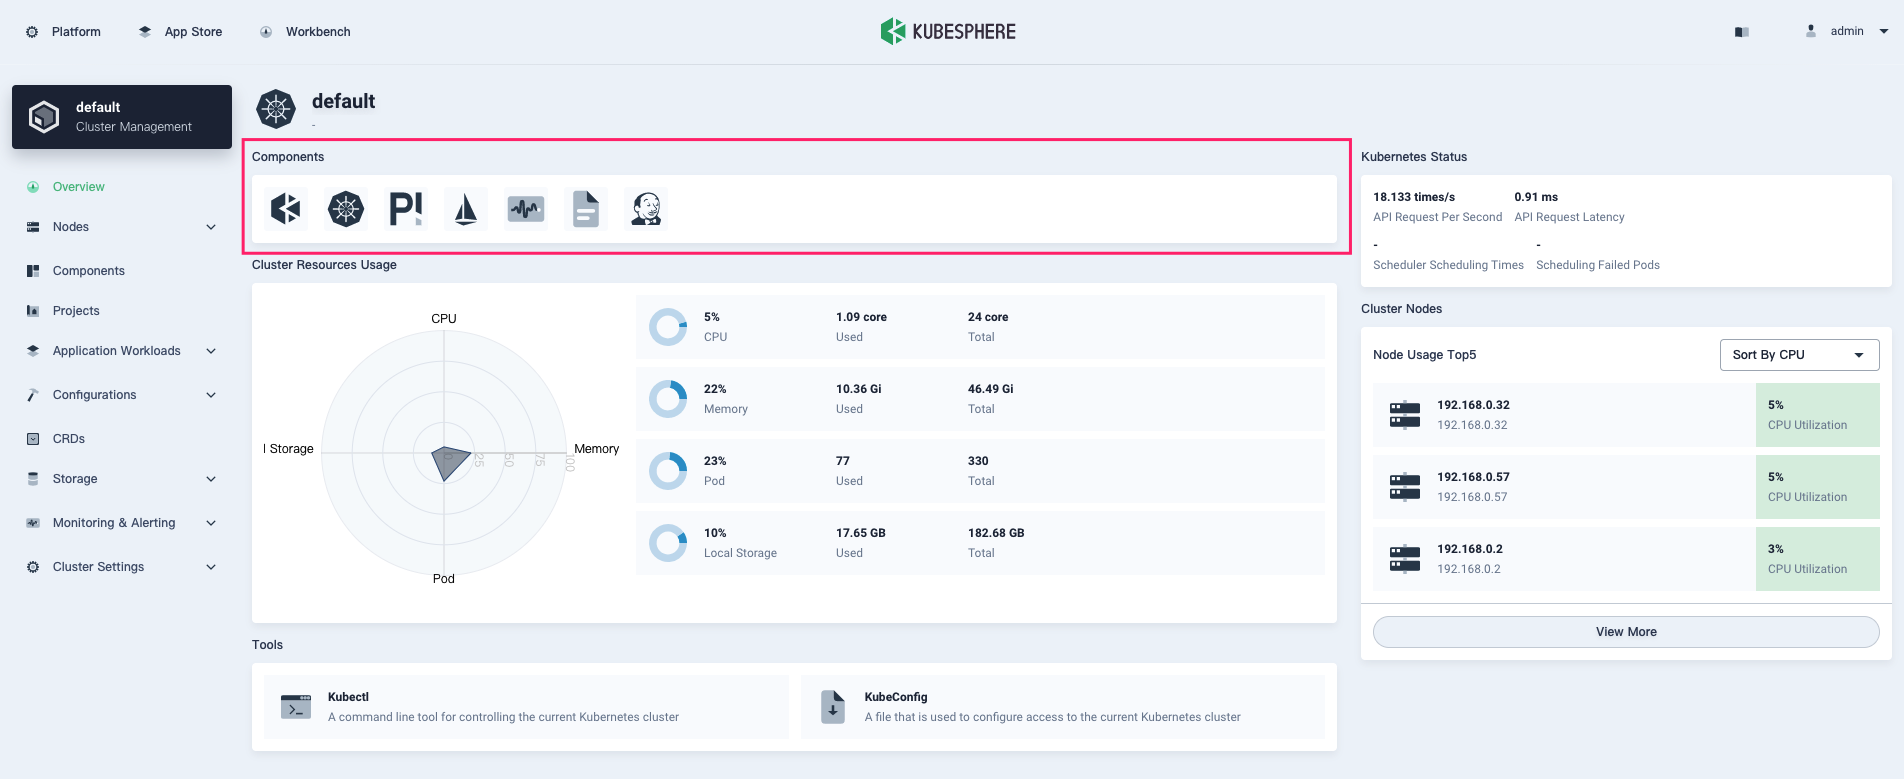 Platform
App Store
Workbench
KUBESPHERE
admin
default
Cluster Management
Overview
Nodes
Components
Projects
Application Workloads
Configurations
CRDs
Storage
Monitoring & Alerting
Cluster Settings
default
-
Components
P!
Cluster Resources Usage
CPU
l Storage
Memory
Pod
0 25 50 75 100
5% 1.09 core 24 core
CPU Used Total
22% 10.36 Gi 46.49 Gi
Memory Used Total
23% 77 330
Pod Used Total
10% 17.65 GB 182.68 GB
Local Storage Used Total
Tools
Kubectl
A command line tool for controlling the current Kubernetes cluster
KubeConfig
A file that is used to configure access to the current Kubernetes cluster
Kubernetes Status
18.133 times/s 0.91 ms
API Request Per Second API Request Latency
- -
Scheduler Scheduling Times Scheduling Failed Pods
Cluster Nodes
Node Usage Top5
Sort By CPU
192.168.0.32 5%
192.168.0.32 CPU Utilization
192.168.0.57 5%
192.168.0.57 CPU Utilization
192.168.0.2 3%
192.168.0.2 CPU Utilization
View More